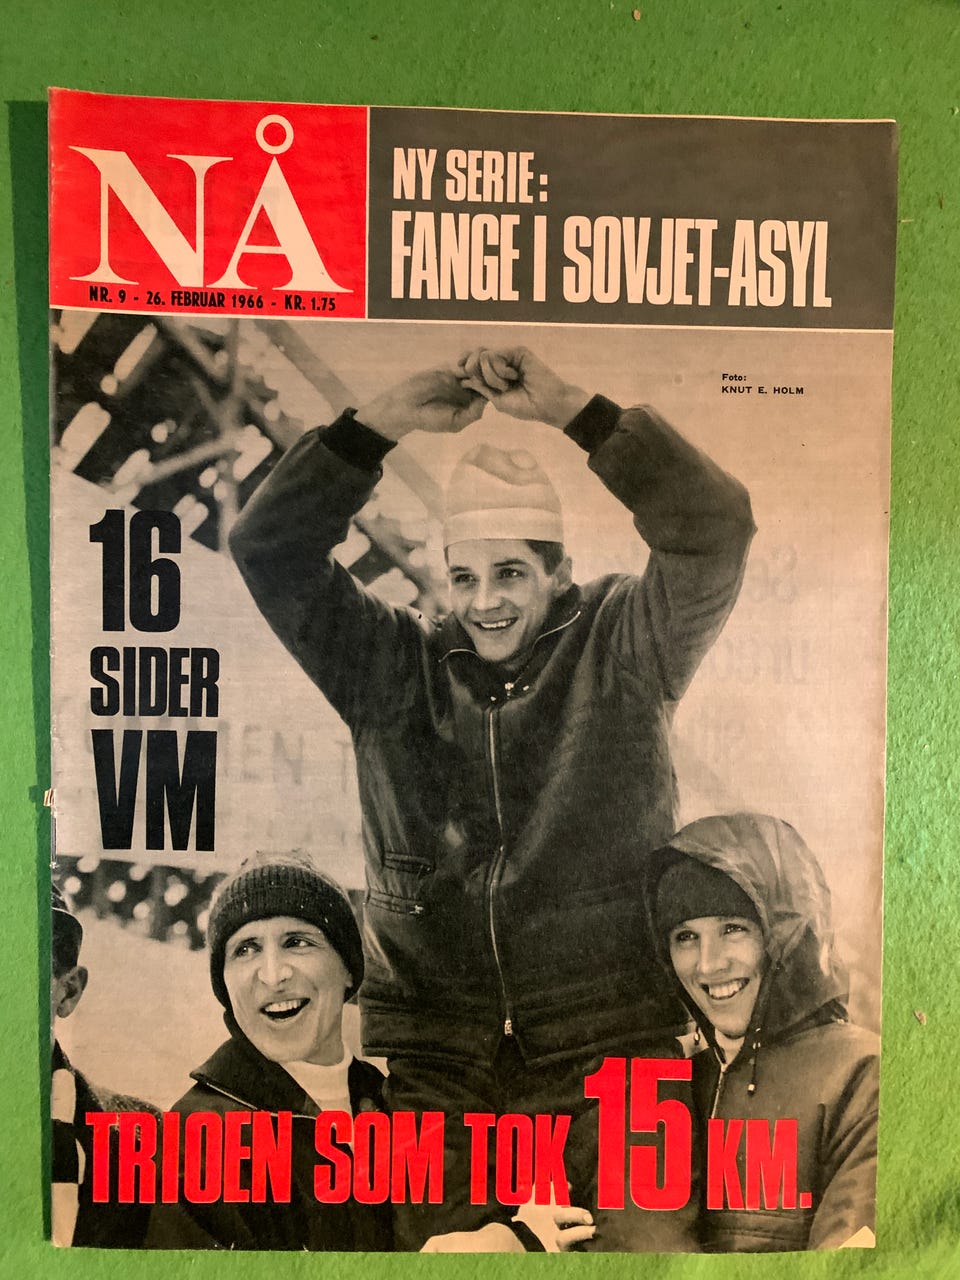 NÅ
NR. 9 - 26. FEBRUAR 1966 - KR. 1.75
NY SERIE:
FANGE I SOVJET-ASYL
Foto:
KNUT E. HOLM
16
SIDER
VM
TRIOEN SOM TOK 15 KM.